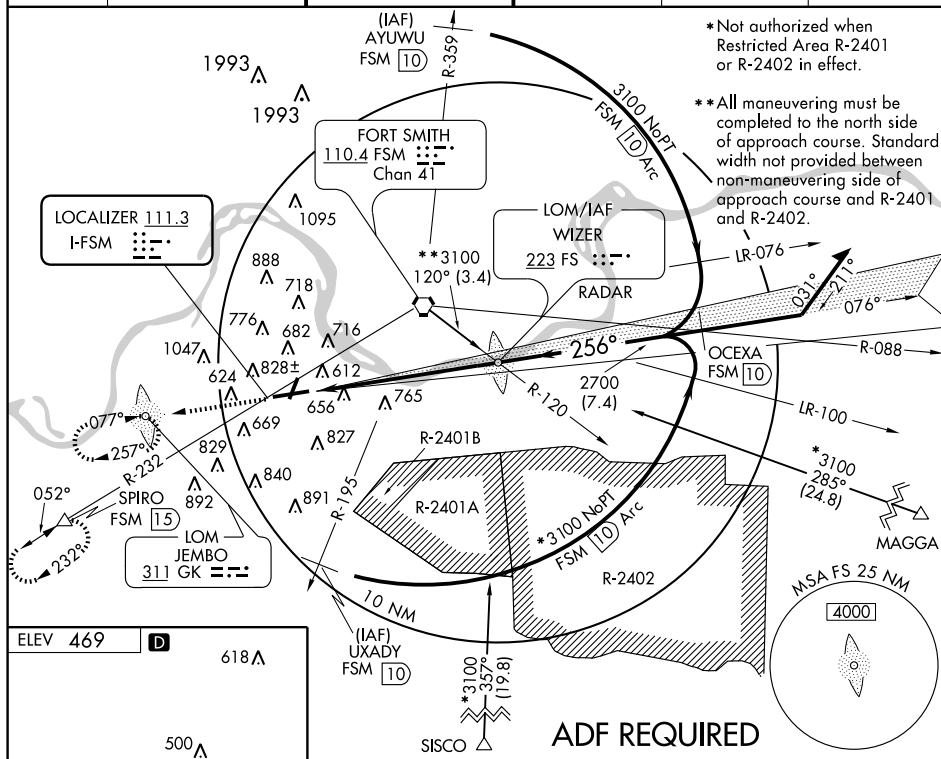 (IAF)
AYUWU
FSM 10
R-359
*Not authorized when
Restricted Area R-2401
or R-2402 in effect.
**All maneuvering must be
completed to the north side
of approach course. Standard
width not provided between
non-maneuvering side of
approach course and R-2401
and R-2402.
1993
1993
3100 NoPT
FSM 10 Arc
FORT SMITH
110.4 FSM
Chan 41
1095
LOCALIZER 111.3
I-FSM
LOM/IAF
WIZER
223 FS
RADAR
**3100
120° (3.4)
LR-076
888
718
776
682
716
1047
828±
612
624
656
765
031°
211°
076°
256°
OCEXA
FSM 10
R-088
2700
(7.4)
R-120
LR-100
077°
257°
R-232
669
829
827
840
892
891
R-195
R-2401B
R-2401A
*3100
285°
(24.8)
MAGGA
052°
232°
SPIRO
FSM 15
LOM
JEMBO
311 GK
*3100 NoPT
FSM 10 Arc
R-2402
10 NM
(IAF)
UXADY
FSM 10
MSA FS 25 NM
4000
ELEV 469
D
618
500
*3100
357°
(19.8)
SISCO
ADF REQUIRED